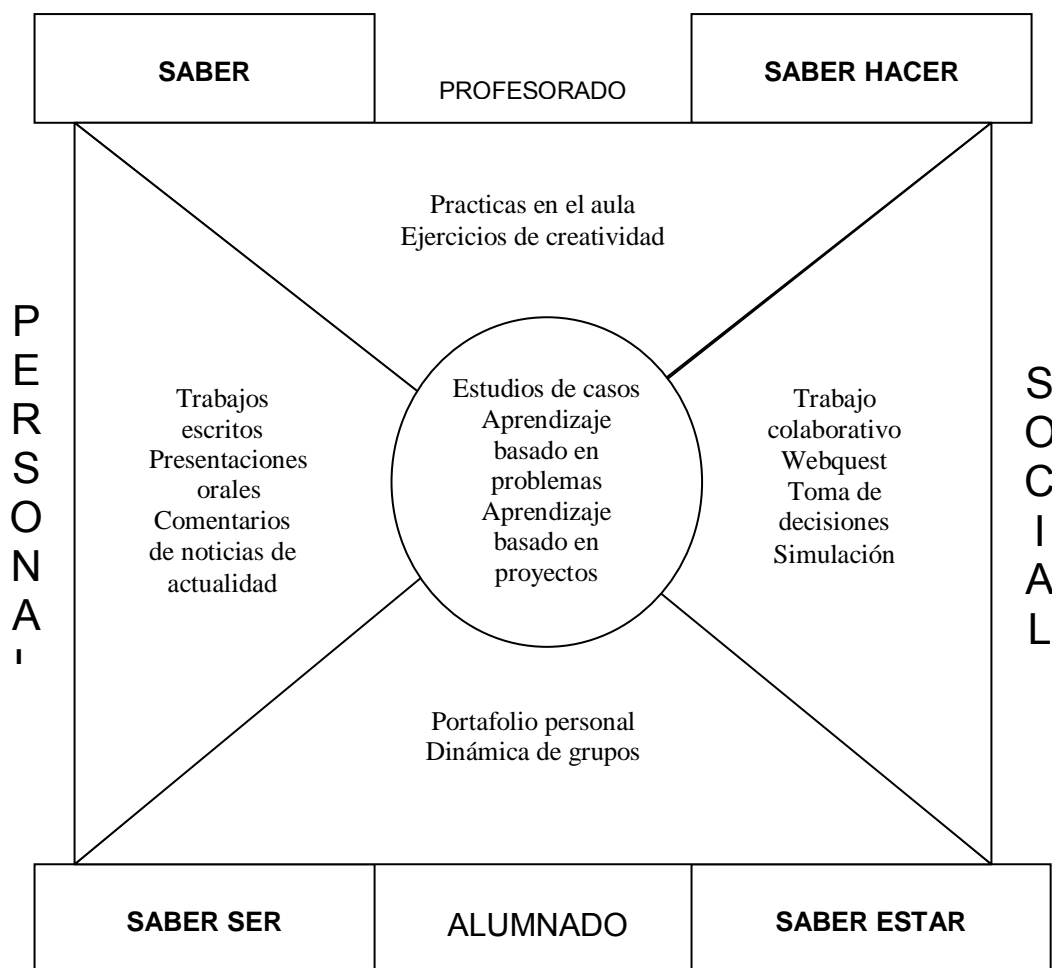 SABER
PROFESORADO
SABER HACER
Practicas en el aula
Ejercicios de creatividad
PERSONAL
Trabajos
escritos
Presentaciones
orales
Comentarios
de noticias de
actualidad
Estudios de casos
Aprendizaje
basado en
problemas
Aprendizaje
basado en
proyectos
Trabajo
colaborativo
Webquest
Toma de
decisiones
Simulación
SOCIAL
Portafolio personal
Dinámica de grupos
SABER SER
ALUMNADO
SABER ESTAR